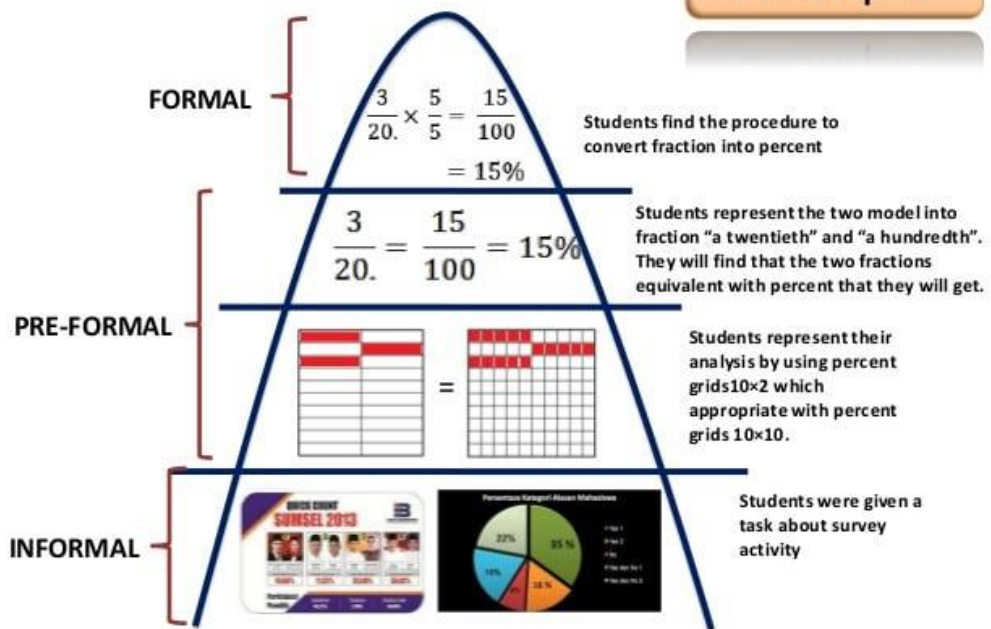 FORMAL
3/20. × 5/5 = 15/100
= 15%
Students find the procedure to
convert fraction into percent
PRE-FORMAL
3/20. = 15/100 = 15%
Students represent the two model into
fraction “a twentieth” and “a hundredth”.
They will find that the two fractions
equivalent with percent that they will get.
=
Students represent their
analysis by using percent
grids10×2 which
appropriate with percent
grids 10×10.
INFORMAL
QUICK COUNT
SUMSEL 2013
Persentase Kategori Alasan Mahasiswa
22%
35 %
Students were given a
task about survey
activity